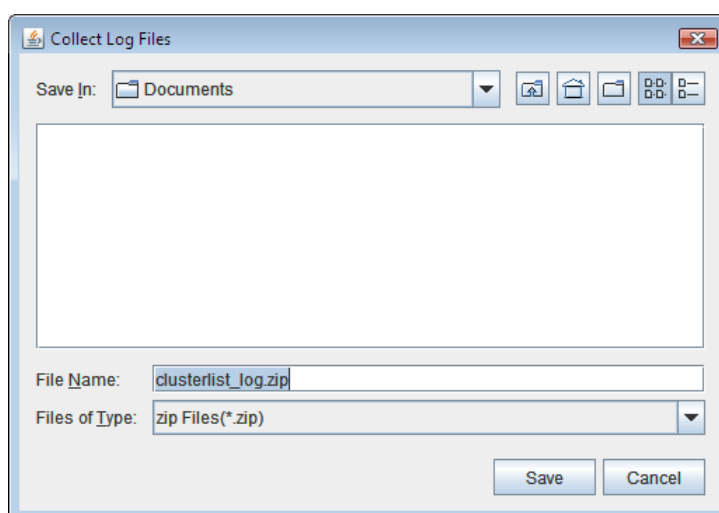 Collect Log Files
Save In: Documents
File Name: clusterlist_log.zip
Files of Type: zip Files(*.zip)
Save Cancel